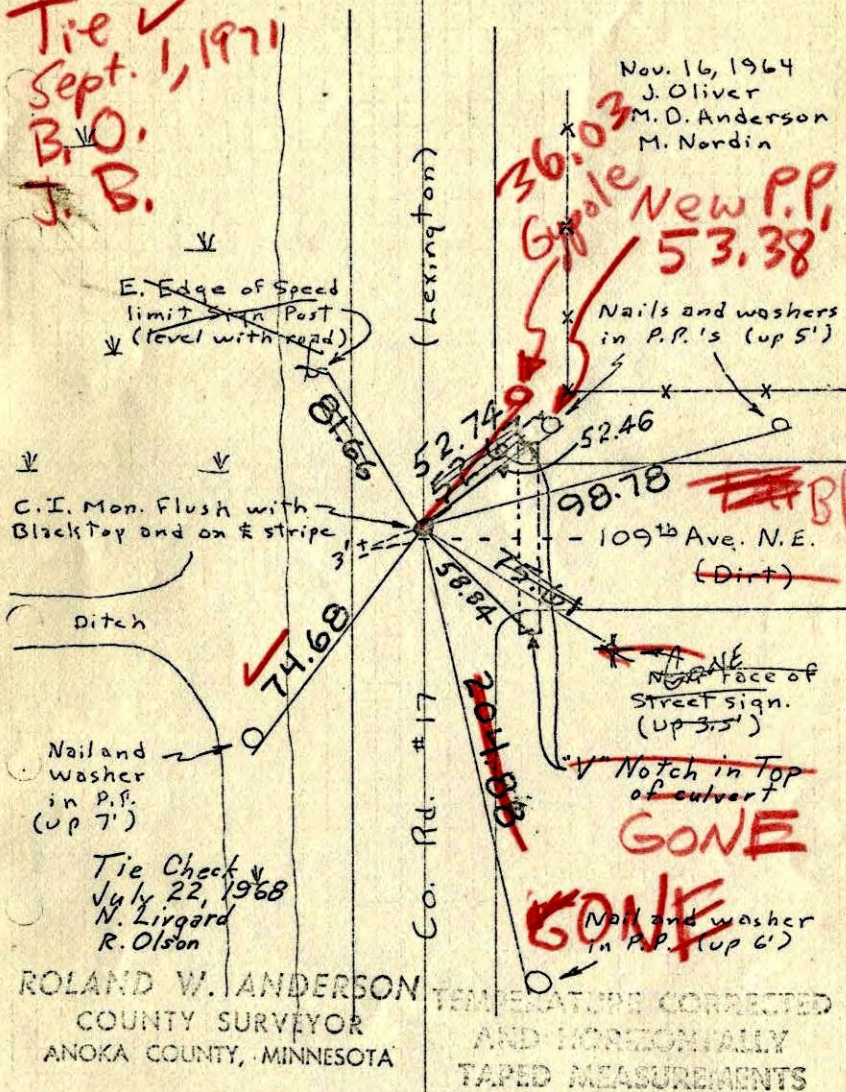 Tie ✓
Sept. 1, 1971
B.O.
J. B.
Nov. 16, 1964
J. Oliver
M. D. Anderson
M. Nordin
36.03
Gypole
New P.P.
53.38
(Lexington)
E. Edge of Speed
limit Sign Post
(level with road)
Nails and washers
in P.P.'s (up 5')
81.66
52.74
52.46
98.78
C.I. Mon. Flush with
Blacktop and on ℄ stripe
3'±
109th Ave. N.E.
(Dirt)
Ditch
58.84
✓
74.68
204.88
GONE
face of
Street sign.
(up 3.5')
Nail and
washer
in P.P.
(up 7')
Co. Rd. #17
"V" Notch in Top
of culvert
GONE
Tie Check
July 22, 1968
N. Livgard
R. Olson
GONE
Nail and washer
in P.P. (up 6')
ROLAND W. ANDERSON
COUNTY SURVEYOR
ANOKA COUNTY, MINNESOTA
TEMPERATURE CORRECTED
AND HORIZONTALLY
TAPED MEASUREMENTS